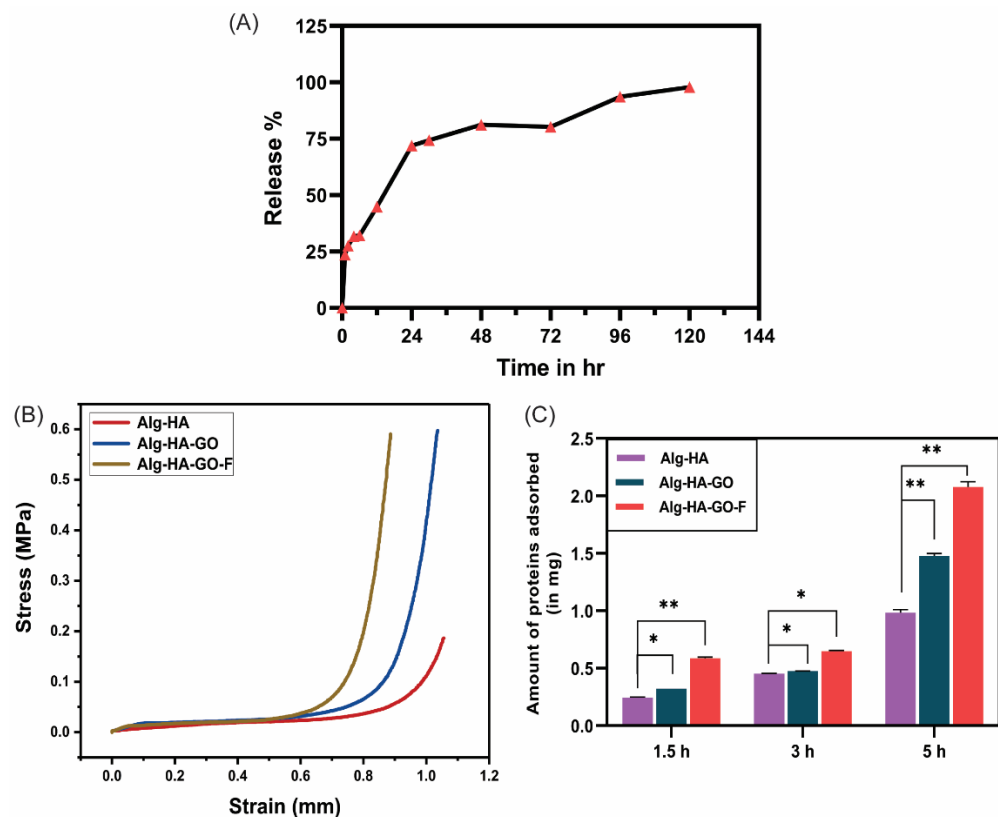 (A)
125
100
75
50
25
0
Release %
0 24 48 72 96 120 144
Time in hr
(B)
Alg-HA
Alg-HA-GO
Alg-HA-GO-F
0.6
0.5
0.4
0.3
0.2
0.1
0.0
Stress (MPa)
0.0 0.2 0.4 0.6 0.8 1.0 1.2
Strain (mm)
(C)
Alg-HA
Alg-HA-GO
Alg-HA-GO-F
2.5
2.0
1.5
1.0
0.5
0.0
Amount of proteins adsorbed
(in mg)
**
*
*
*
**
**
1.5 h 3 h 5 h